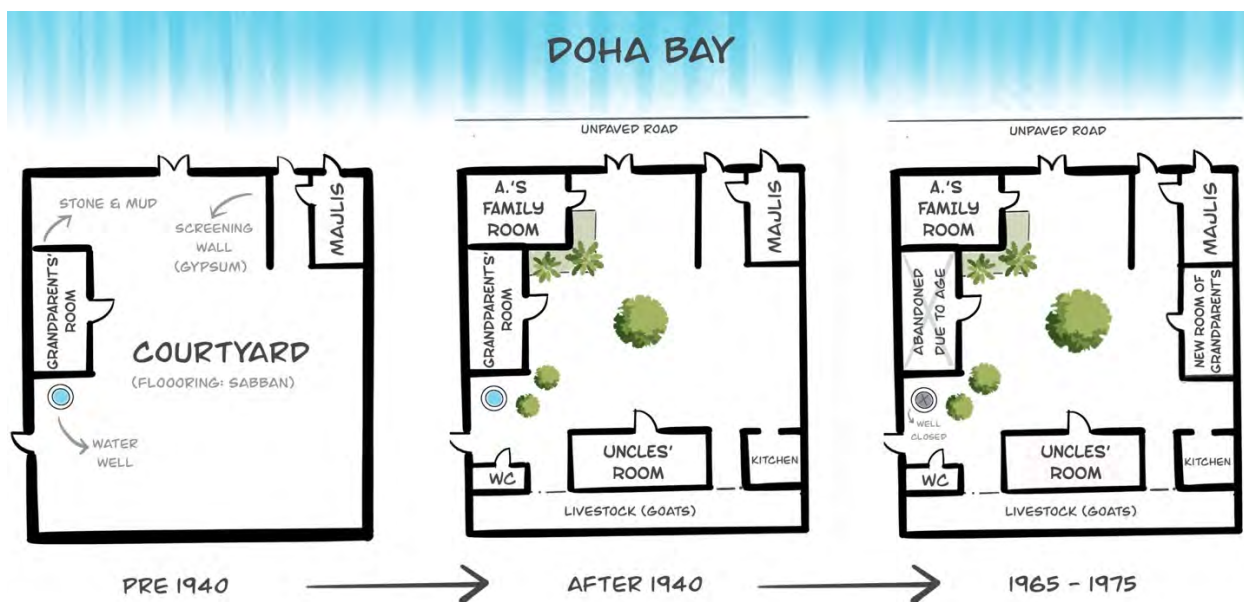 DOHA BAY
STONE & MUD
SCREENING
WALL
(GYPSUM)
MAJLIS
GRANDPARENTS'
ROOM
COURTYARD
(FLOOORING: SABBAN)
WATER
WELL
PRE 1940
UNPAVED ROAD
A.'S
FAMILY
ROOM
MAJLIS
GRANDPARENTS'
ROOM
WC
UNCLES'
ROOM
KITCHEN
LIVESTOCK (GOATS)
AFTER 1940
UNPAVED ROAD
A.'S
FAMILY
ROOM
MAJLIS
ABANDONED
DUE TO AGE
NEW ROOM OF
GRANDPARENTS
WELL
CLOSED
WC
UNCLES'
ROOM
KITCHEN
LIVESTOCK (GOATS)
1965 - 1975